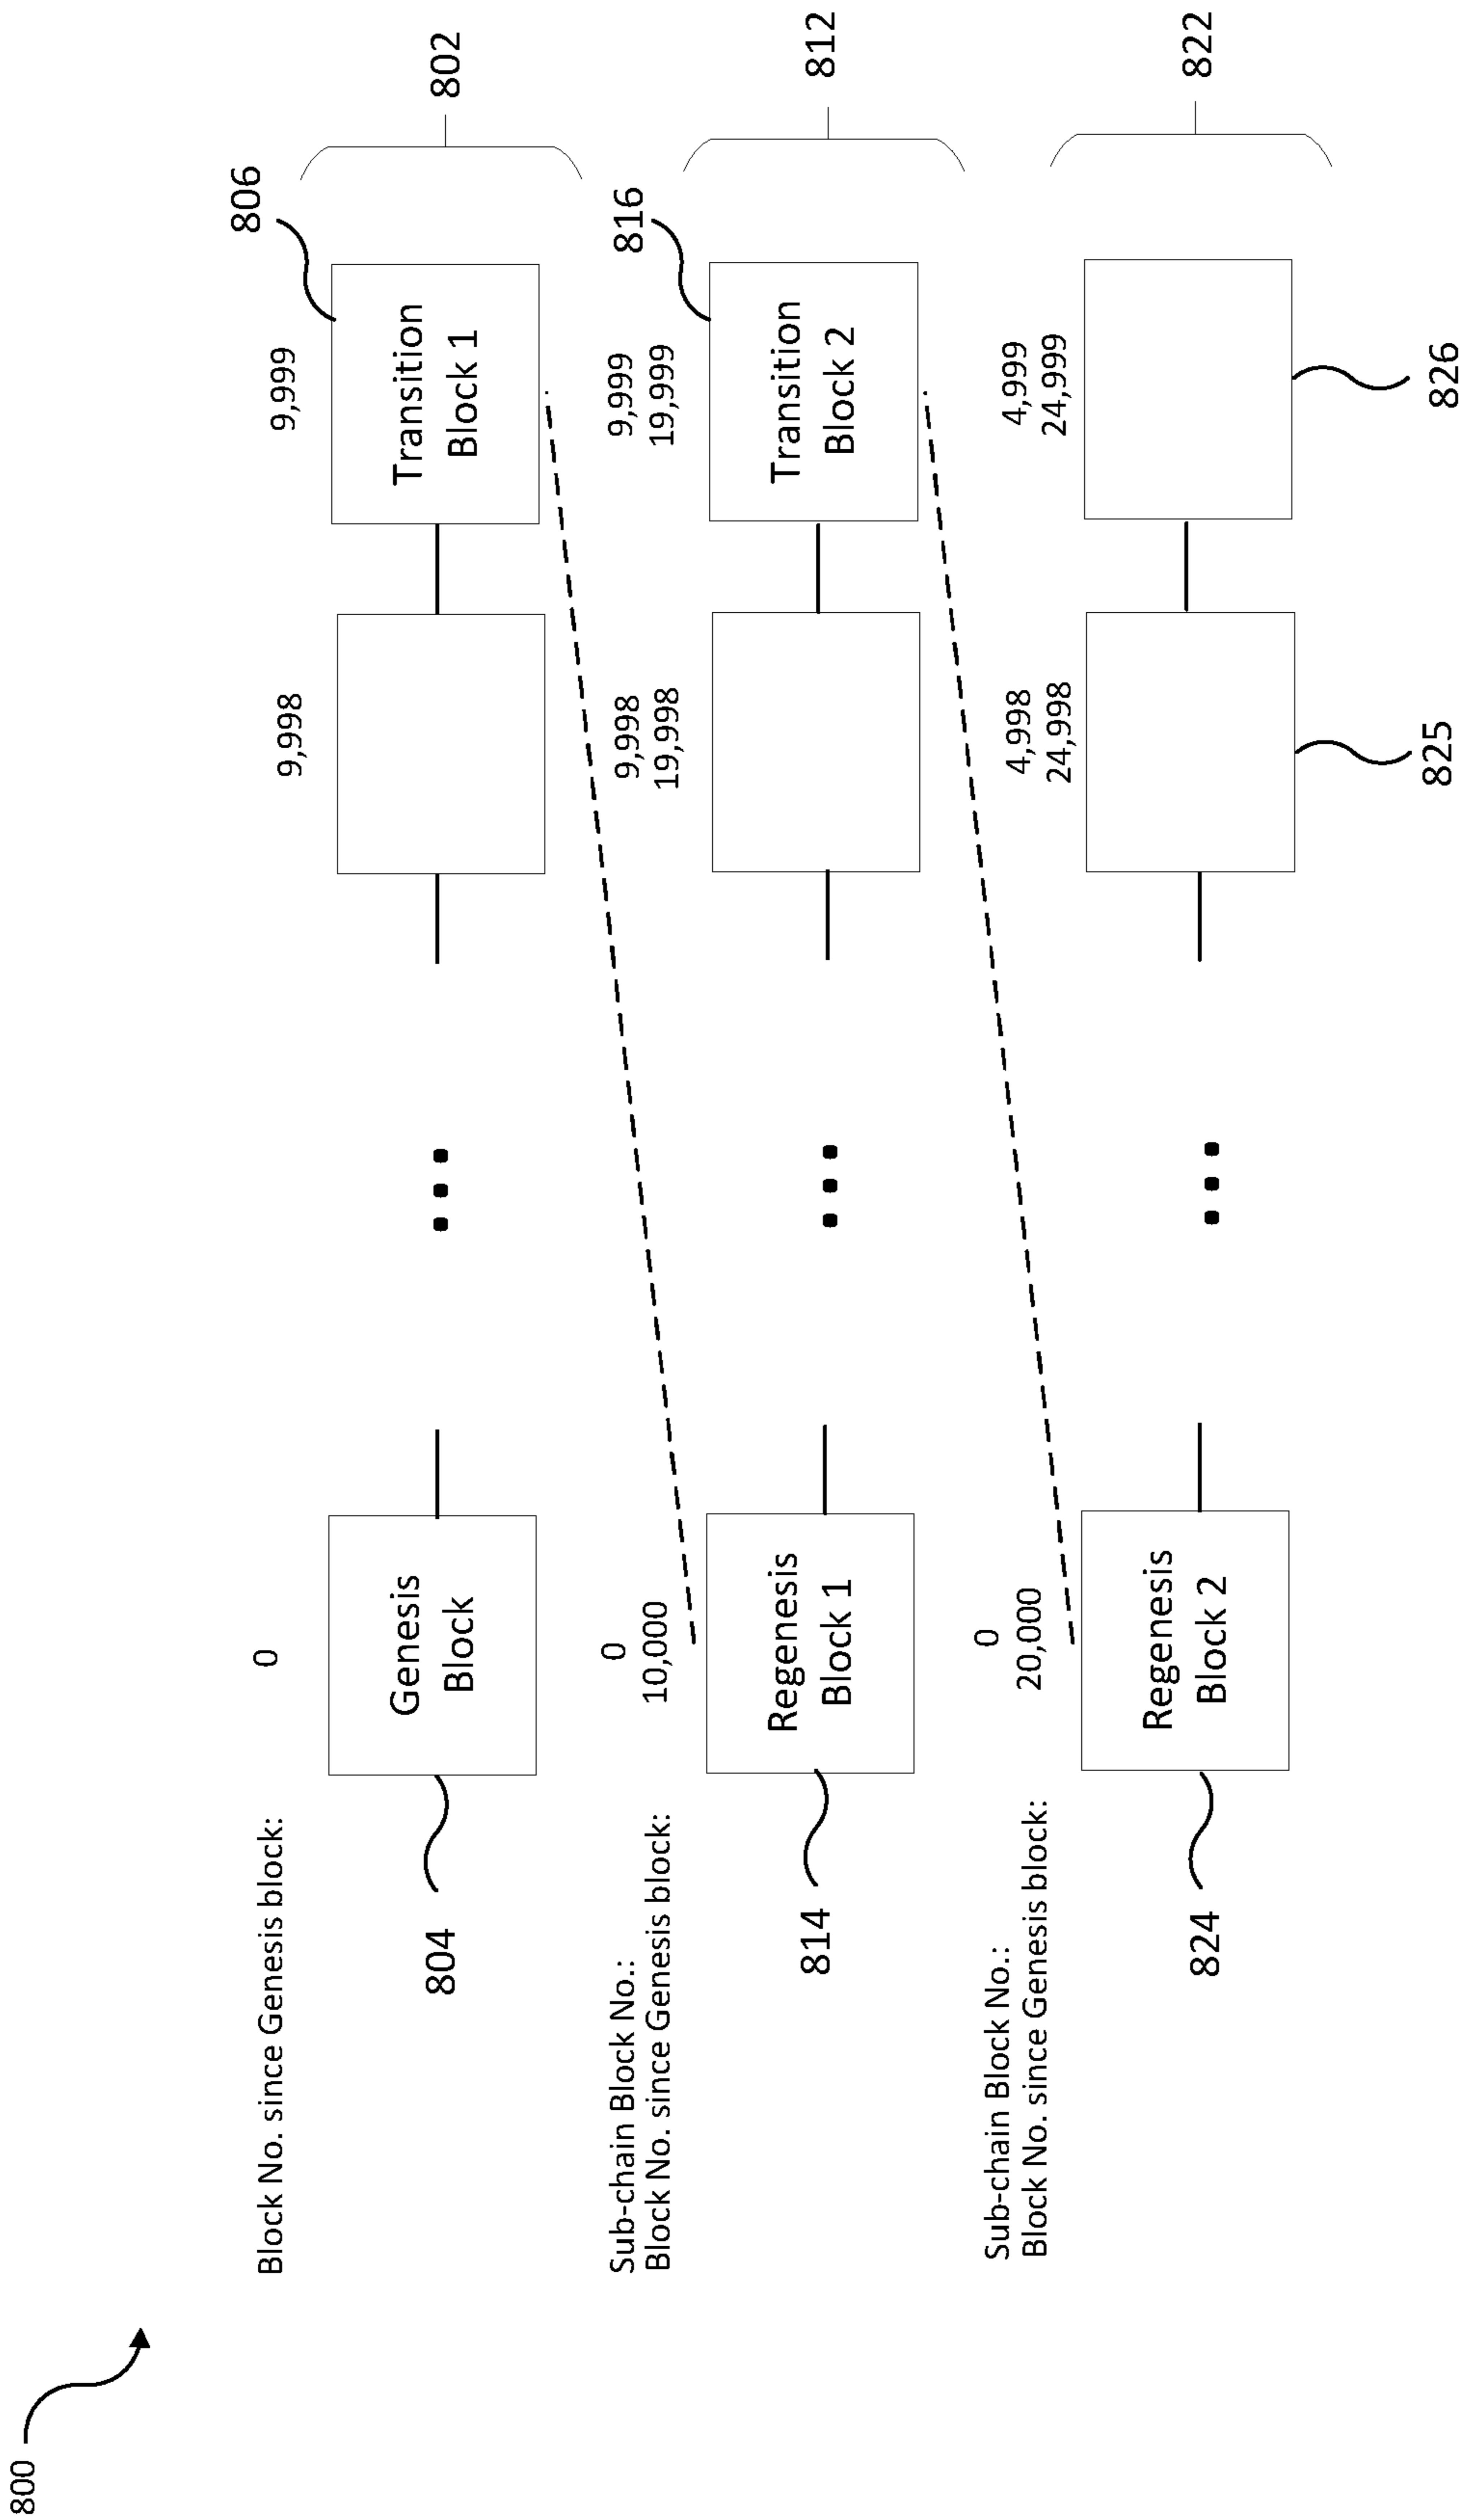 800
Block No. since Genesis block:
0
9,998
9,999
806
804
Genesis
Block
Transition
Block 1
802
Sub-chain Block No.:
0
9,998
9,999
Block No. since Genesis block:
10,000
19,998
19,999
816
814
Regenesis
Block 1
Transition
Block 2
812
Sub-chain Block No.:
0
4,998
4,999
Block No. since Genesis block:
20,000
24,998
24,999
824
Regenesis
Block 2
822
825
826